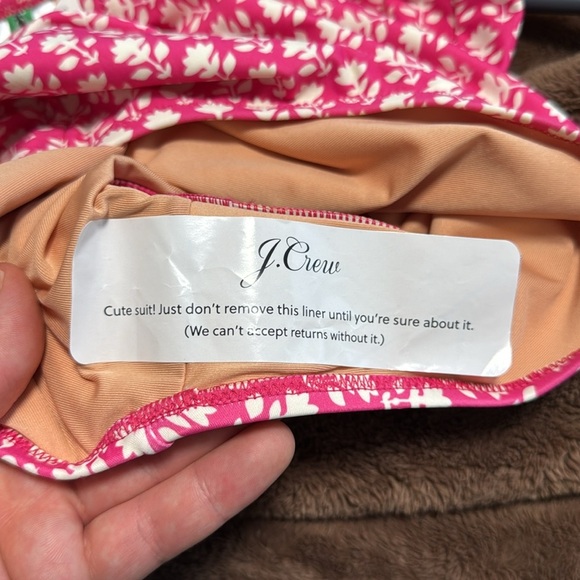 J.Crew
Cute suit! Just don't remove this liner until you're sure about it.
(We can't accept returns without it.)